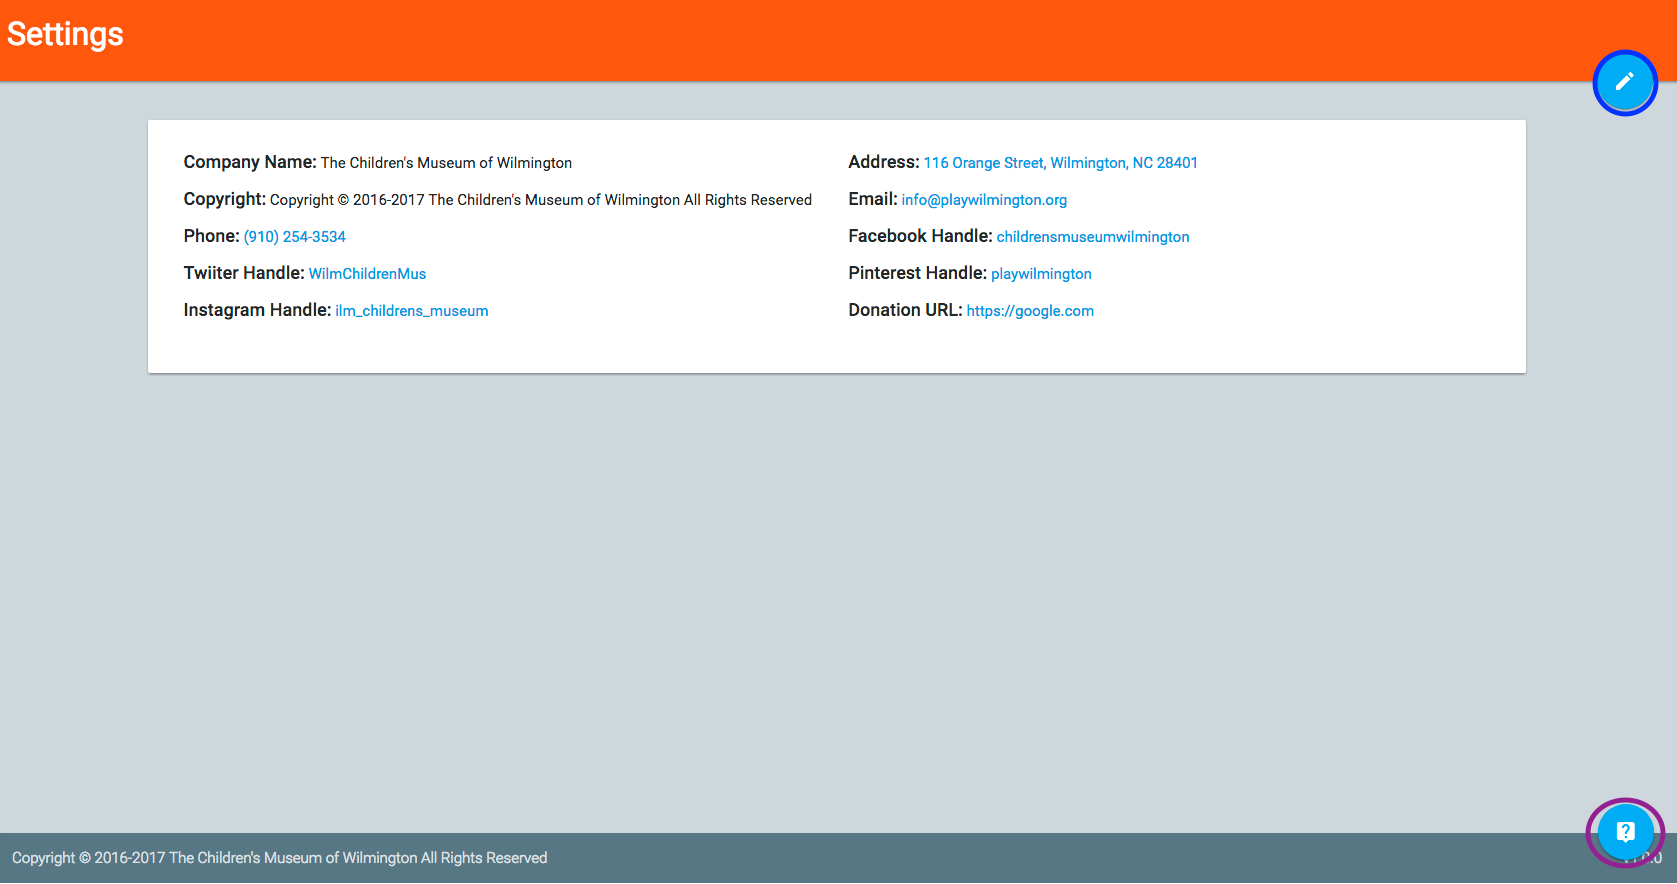 Settings
Company Name: The Children's Museum of Wilmington
Copyright: Copyright © 2016-2017 The Children's Museum of Wilmington All Rights Reserved
Phone: (910) 254-3534
Twiiter Handle: WilmChildrenMus
Instagram Handle: ilm_childrens_museum
Address: 116 Orange Street, Wilmington, NC 28401
Email: info@playwilmington.org
Facebook Handle: childrensmuseumwilmington
Pinterest Handle: playwilmington
Donation URL: https://google.com
?
Copyright © 2016-2017 The Children's Museum of Wilmington All Rights Reserved